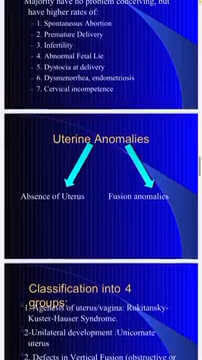 Majority have no problem conceiving, but
have higher rates of:
1. Spontaneous Abortion
2. Premature Delivery
3. Infertility
4. Abnormal Fetal Lie
5. Dystocia at delivery
6. Dysmenorrhea, endometriosis
7. Cervical incompetence
Uterine Anomalies
Absence of Uterus
Fusion anomalies
Classification into 4
groups:
1. Agenesis of uterus/vagina: Rokitansky-
Kuster-Hauser Syndrome.
2-Unilateral development :Unicornate
uterus
2. Defects in Vertical Fusion (obstructive or